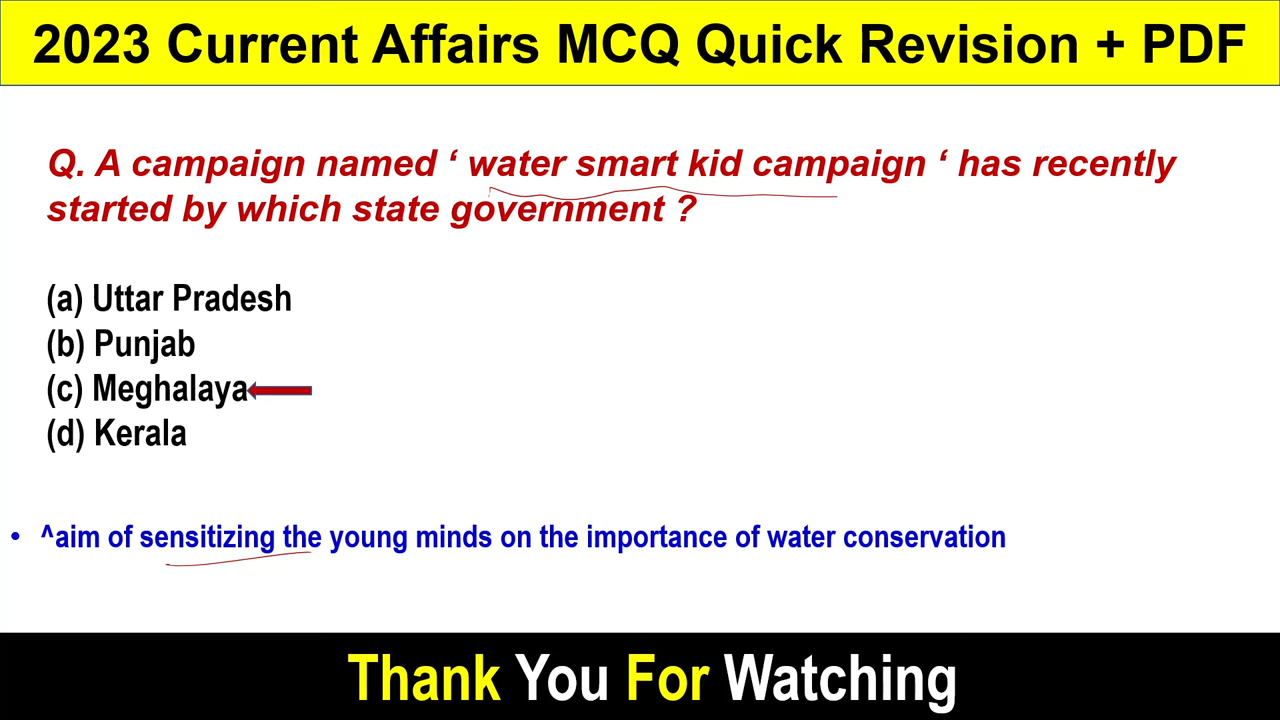 2023 Current Affairs MCQ Quick Revision + PDF
Q. A campaign named ‘ water smart kid campaign ‘ has recently
started by which state government ?
(a) Uttar Pradesh
(b) Punjab
(c) Meghalaya
(d) Kerala
• ^aim of sensitizing the young minds on the importance of water conservation
Thank You For Watching